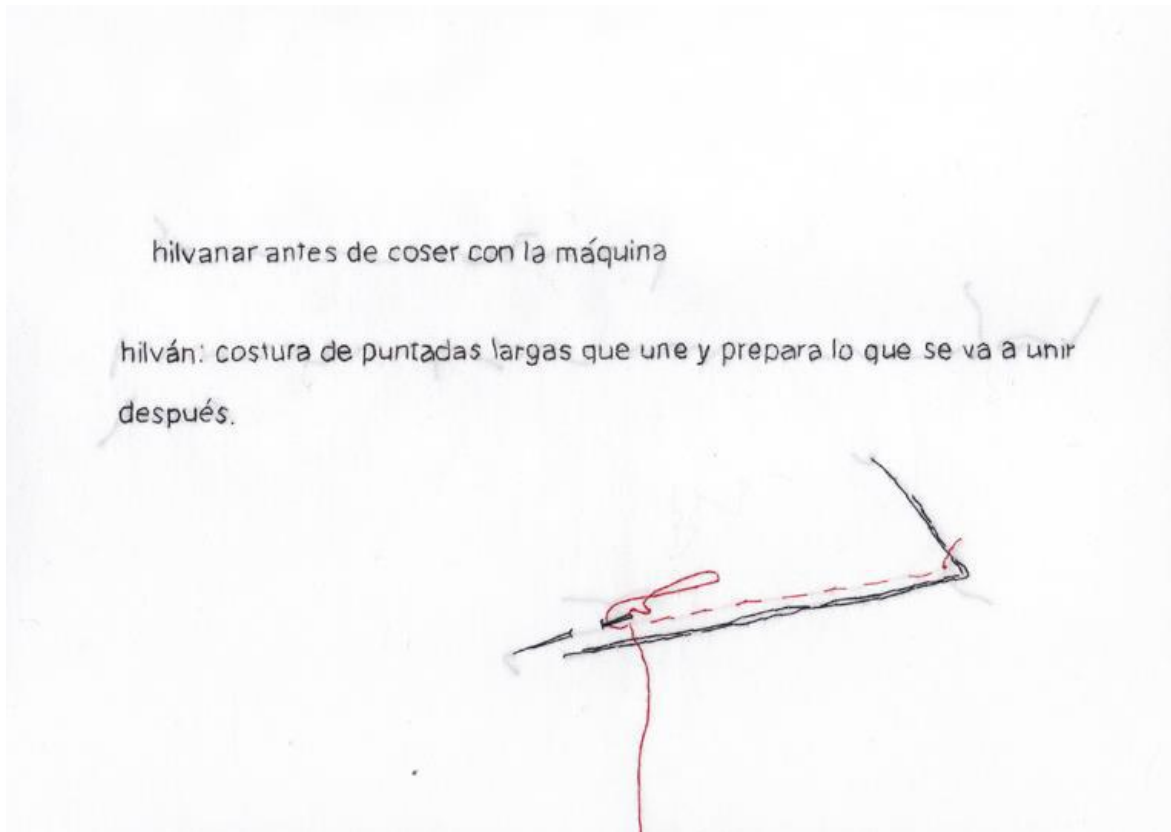 hilvanar antes de coser con la máquina
hilván: costura de puntadas largas que une y prepara lo que se va a unir
después.